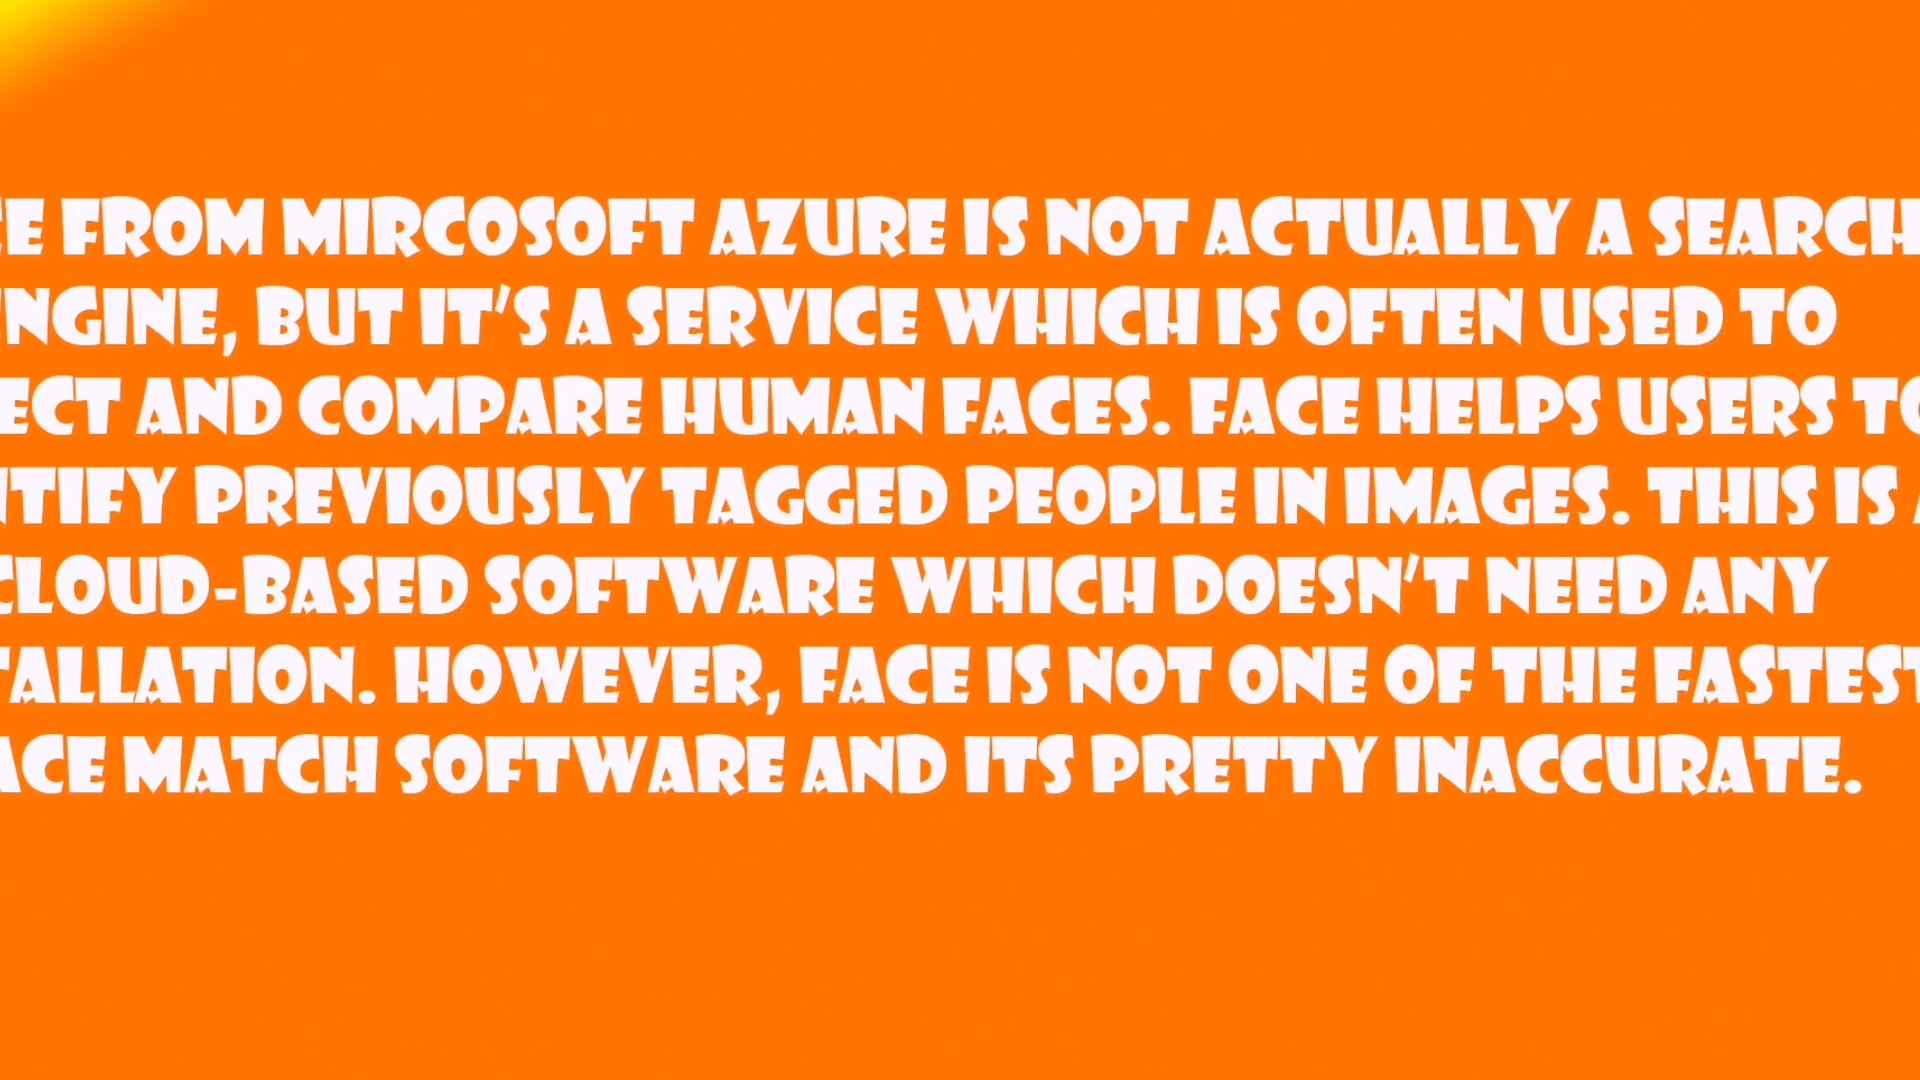 E FROM MIRCOSOFT AZURE IS NOT ACTUALLY A SEARCH
NGINE, BUT IT'S A SERVICE WHICH IS OFTEN USED TO
ECT AND COMPARE HUMAN FACES. FACE HELPS USERS TO
TIFY PREVIOUSLY TAGGED PEOPLE IN IMAGES. THIS IS A
CLOUD-BASED SOFTWARE WHICH DOESN'T NEED ANY
TALLATION. HOWEVER, FACE IS NOT ONE OF THE FASTEST
ACE MATCH SOFTWARE AND ITS PRETTY INACCURATE.